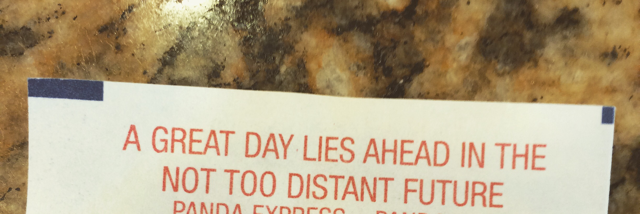 A GREAT DAY LIES AHEAD IN THE
NOT TOO DISTANT FUTURE
PANDA EXPRESS